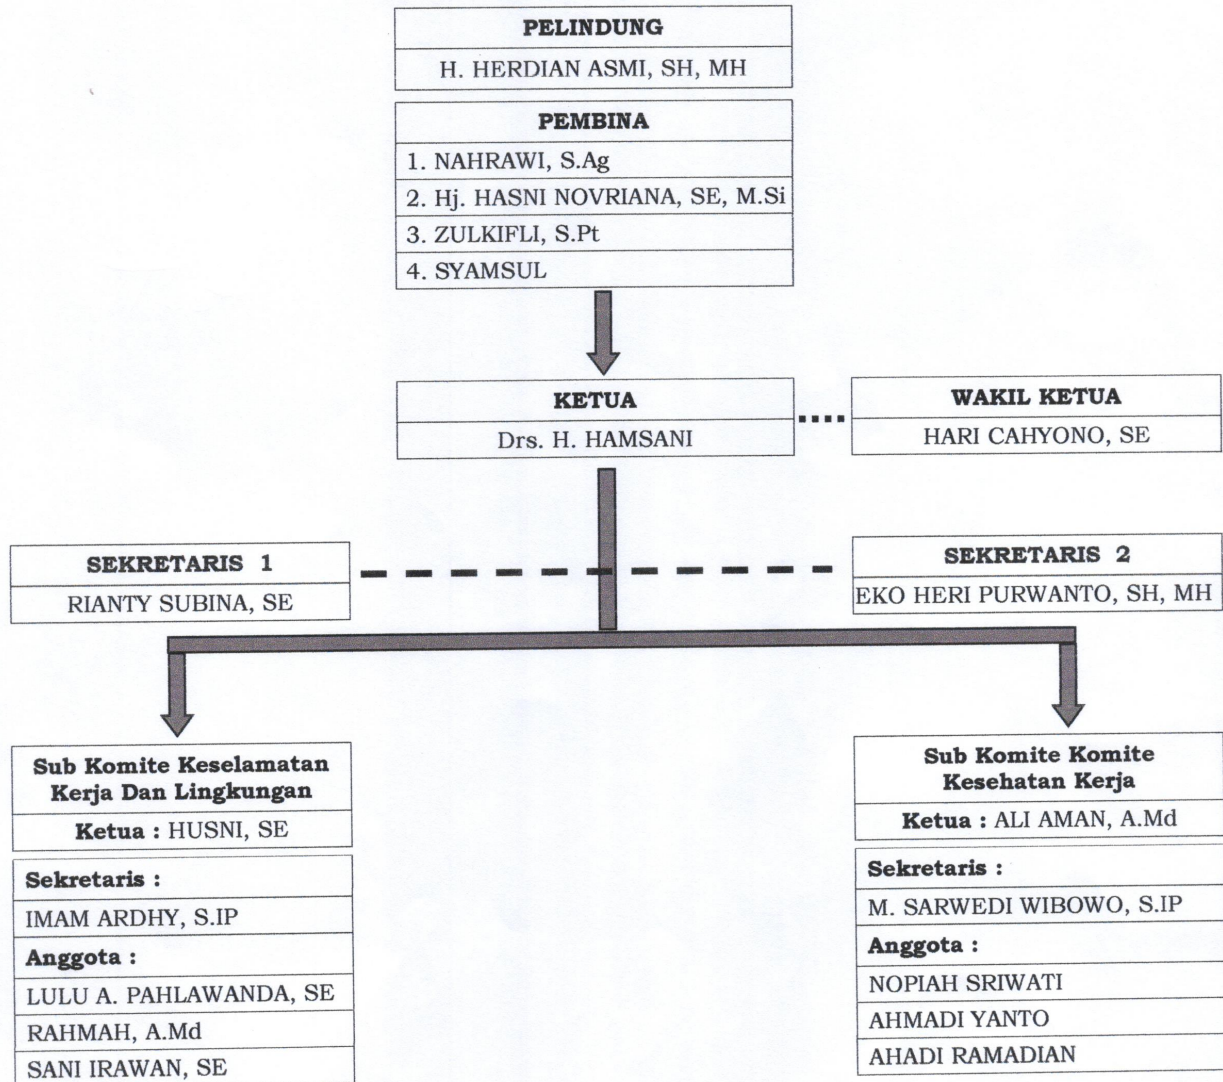 PELINDUNG
H. HERDIAN ASMI, SH, MH
PEMBINA
1. NAHRAWI, S.Ag
2. Hj. HASNI NOVRIANA, SE, M.Si
3. ZULKIFLI, S.Pt
4. SYAMSUL
KETUA
Drs. H. HAMSANI
WAKIL KETUA
HARI CAHYONO, SE
SEKRETARIS 1
RIANTY SUBINA, SE
SEKRETARIS 2
EKO HERI PURWANTO, SH, MH
Sub Komite Keselamatan
Kerja Dan Lingkungan
Ketua : HUSNI, SE
Sekretaris :
IMAM ARDHY, S.IP
Anggota :
LULU A. PAHLAWANDA, SE
RAHMAH, A.Md
SANI IRAWAN, SE
Sub Komite Komite
Kesehatan Kerja
Ketua : ALI AMAN, A.Md
Sekretaris :
M. SARWEDI WIBOWO, S.IP
Anggota :
NOPIAH SRIWATI
AHMADI YANTO
AHADI RAMADIAN